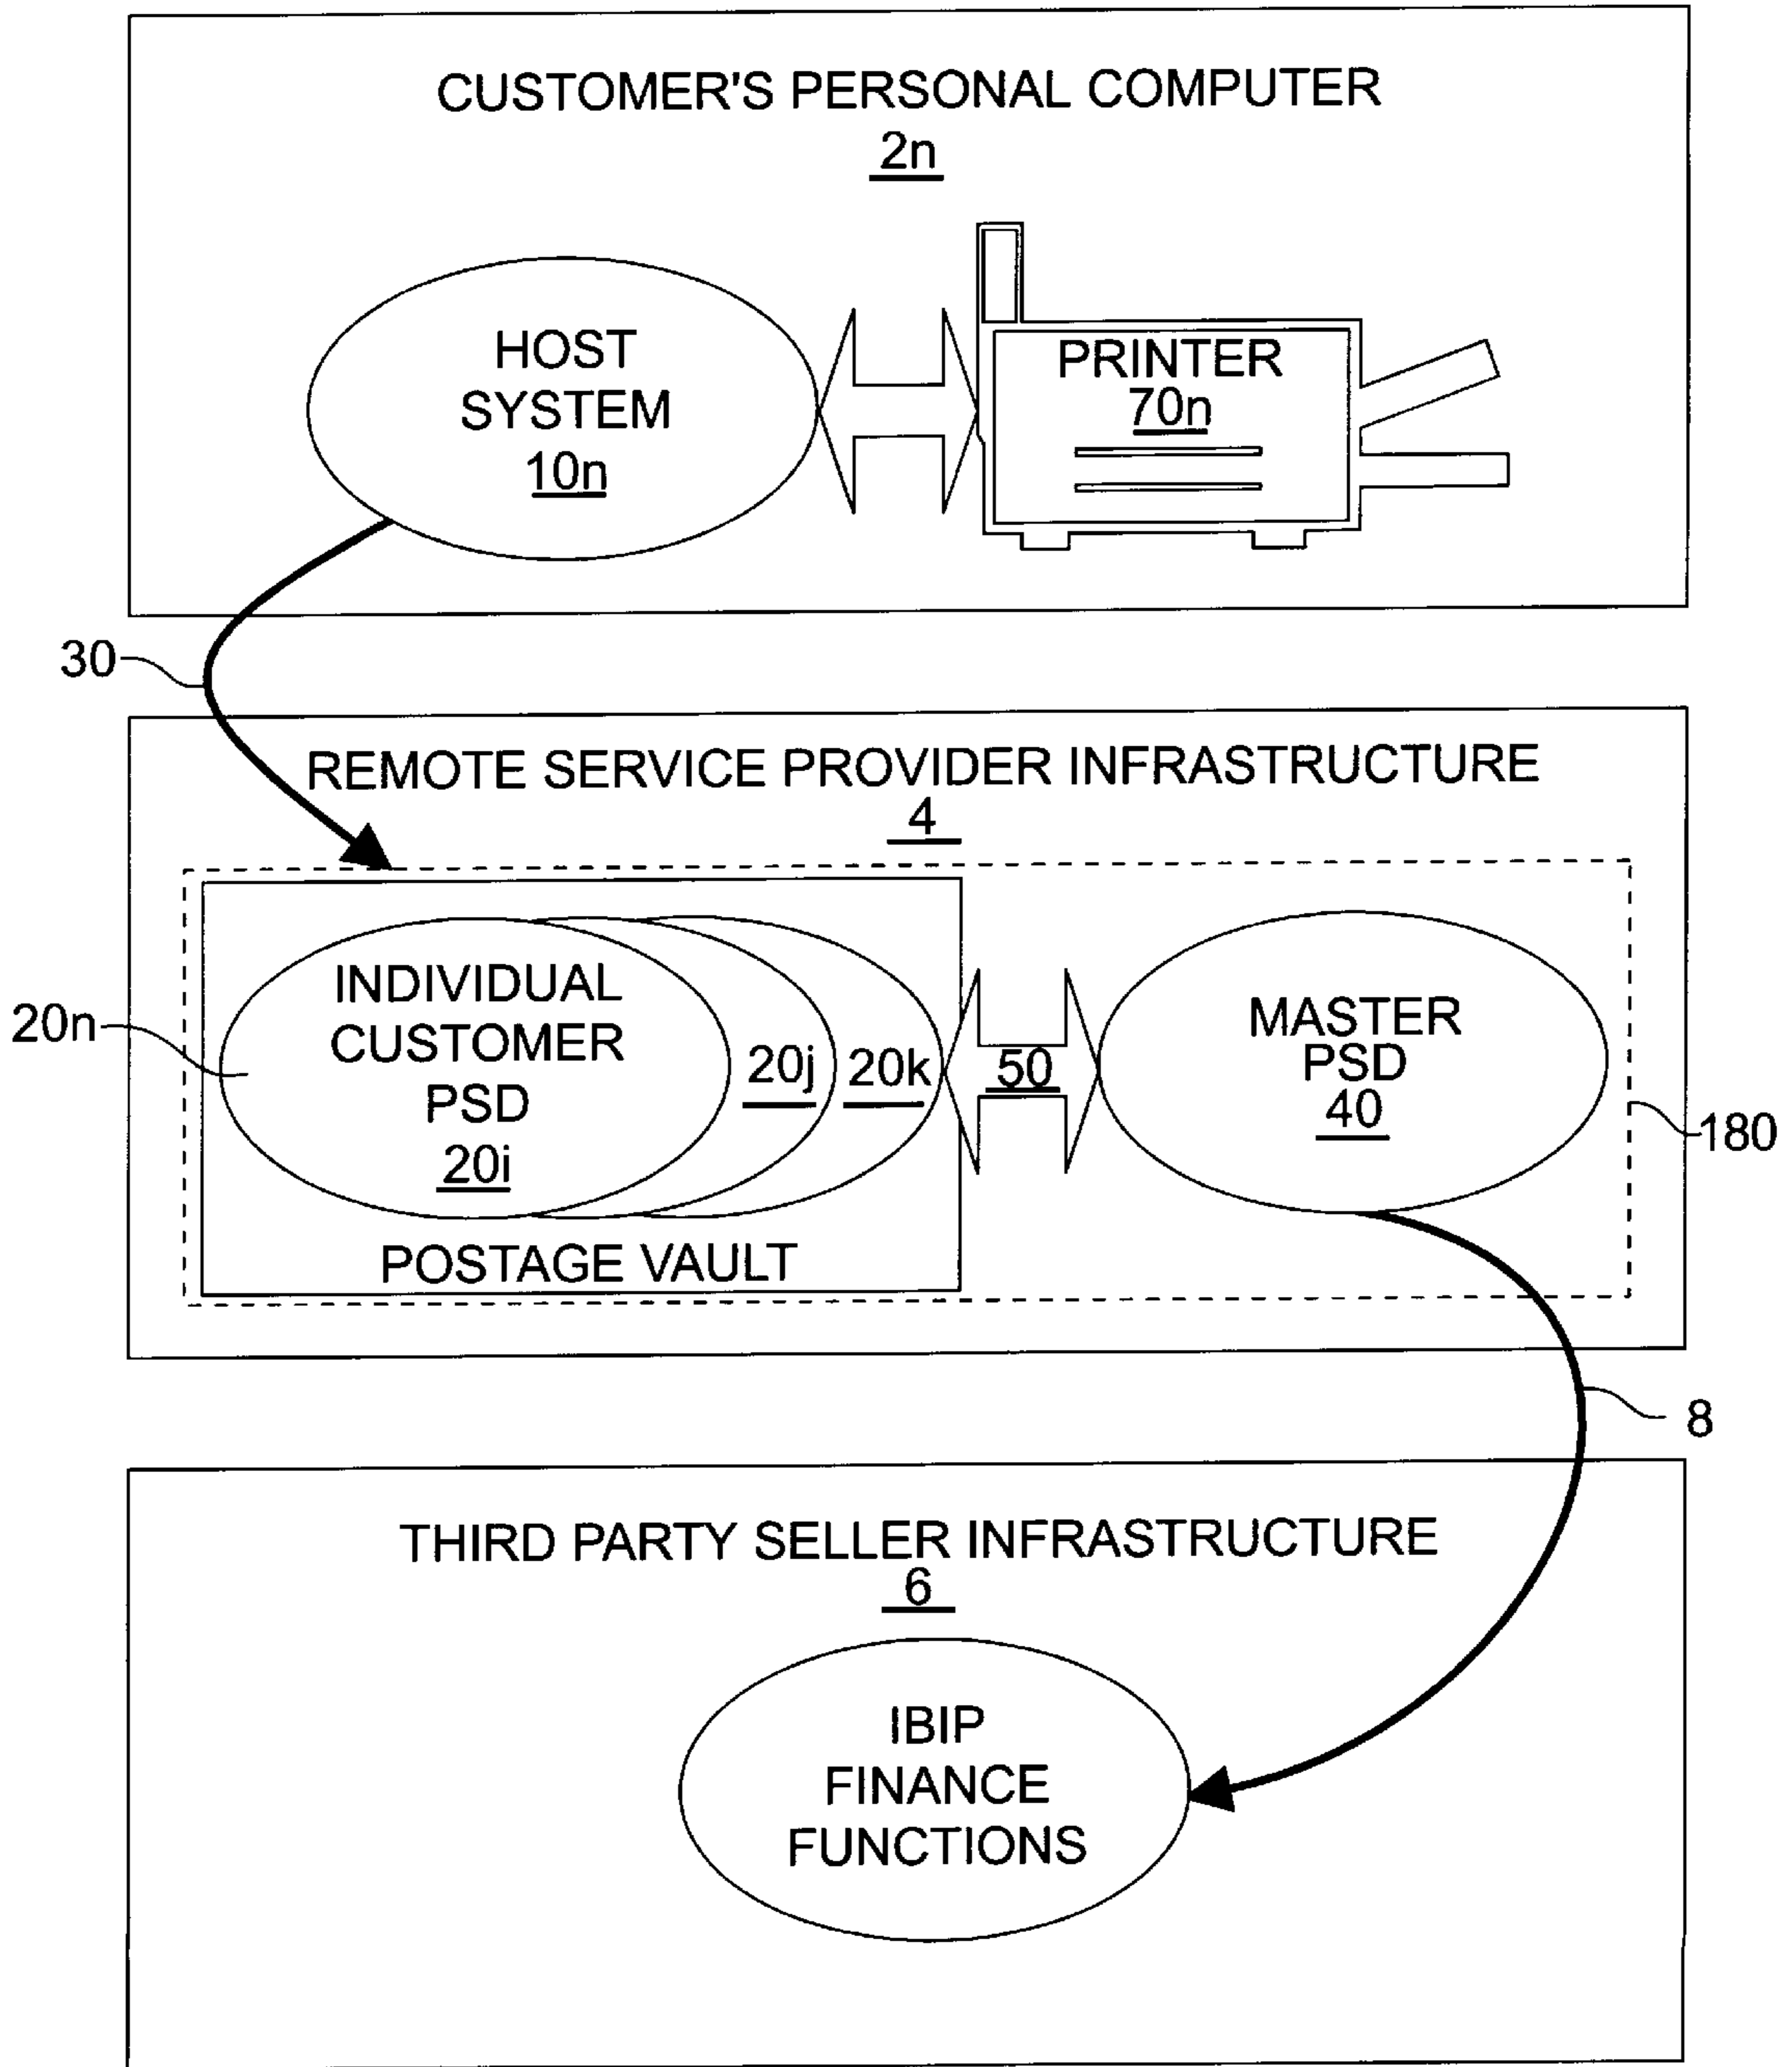 CUSTOMER'S PERSONAL COMPUTER
2n
HOST
SYSTEM
10n
PRINTER
70n
30
REMOTE SERVICE PROVIDER INFRASTRUCTURE
4
INDIVIDUAL
CUSTOMER
PSD
20i
20j
20k
20n
POSTAGE VAULT
50
MASTER
PSD
40
180
8
THIRD PARTY SELLER INFRASTRUCTURE
6
IBIP
FINANCE
FUNCTIONS